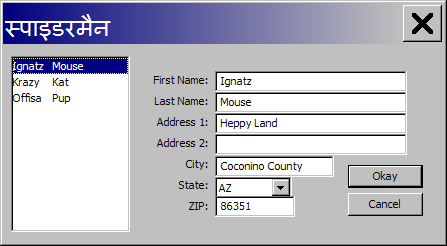 स्पाइडरमैन
Ignatz Mouse
Krazy Kat
Offisa Pup
First Name: Ignatz
Last Name: Mouse
Address 1: Heppy Land
Address 2:
City: Coconino County
State: AZ
ZIP: 86351
Okay
Cancel